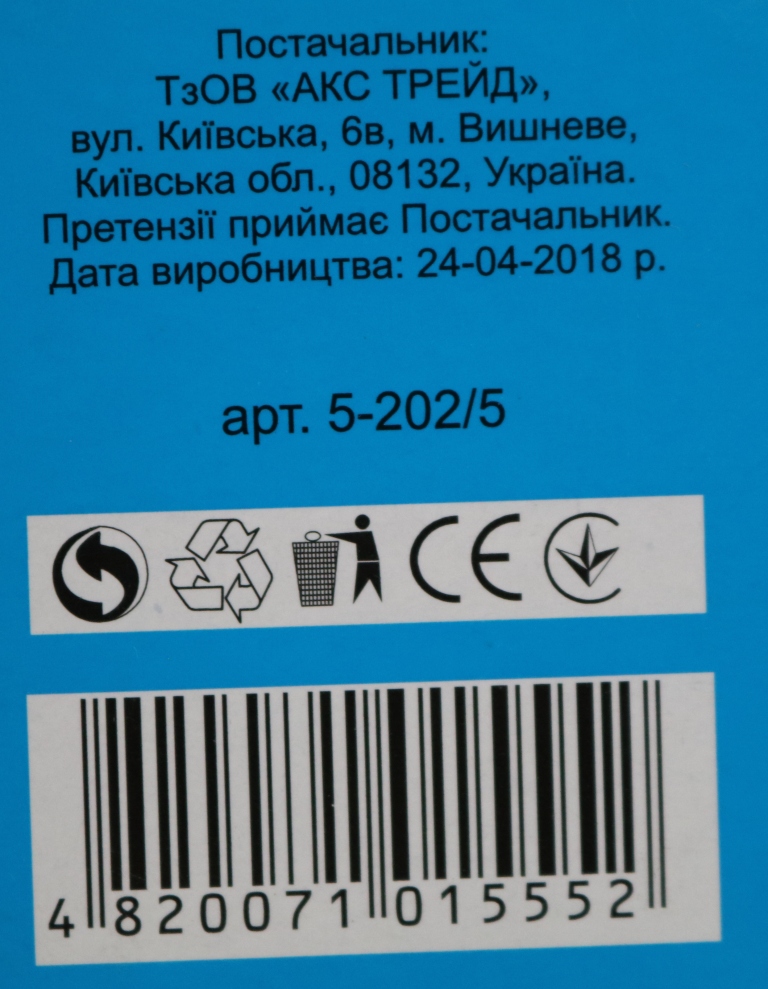 Постачальник:
ТзОВ «АКС ТРЕЙД»,
вул. Київська, 6в, м. Вишневе,
Київська обл., 08132, Україна.
Претензії приймає Постачальник.
Дата виробництва: 24-04-2018 р.
арт. 5-202/5
CE
4 820071 015552